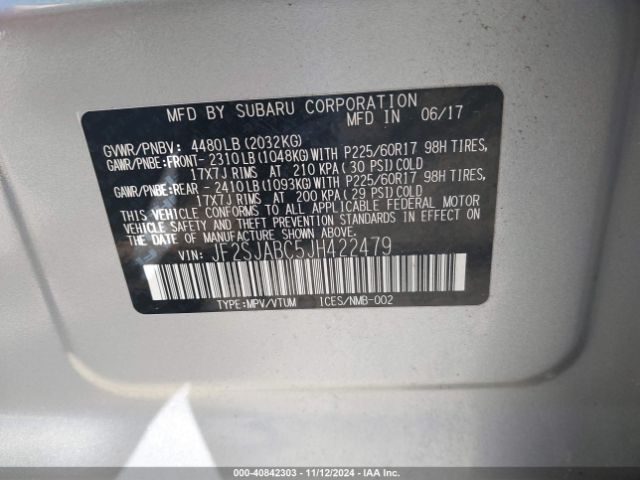 MFD BY SUBARU CORPORATION
MFD IN 06/17
GVWR/PNBV: 4480LB (2032KG)
GAWR/PNBE:FRONT- 2310LB(1048KG)WITH P225/60R17 98H TIRES,
17X7J RIMS AT 210 KPA ( 30 PSI) COLD
GAWR/PNBE:REAR - 2410LB(1093KG)WITH P225/60R17 98H TIRES,
17X7J RIMS AT 200 KPA ( 29 PSI) COLD
THIS VEHICLE CONFORMS TO ALL APPLICABLE FEDERAL MOTOR
VEHICLE SAFETY AND THEFT PREVENTION STANDARDS IN EFFECT ON
THE DATE OF MANUFACTURE SHOWN ABOVE.
VIN: JF2SJABC5JH422479
TYPE:MPV/VTUM ICES/NMB-002
© - 40842303 - 11/12/2024 - IAAI.COM